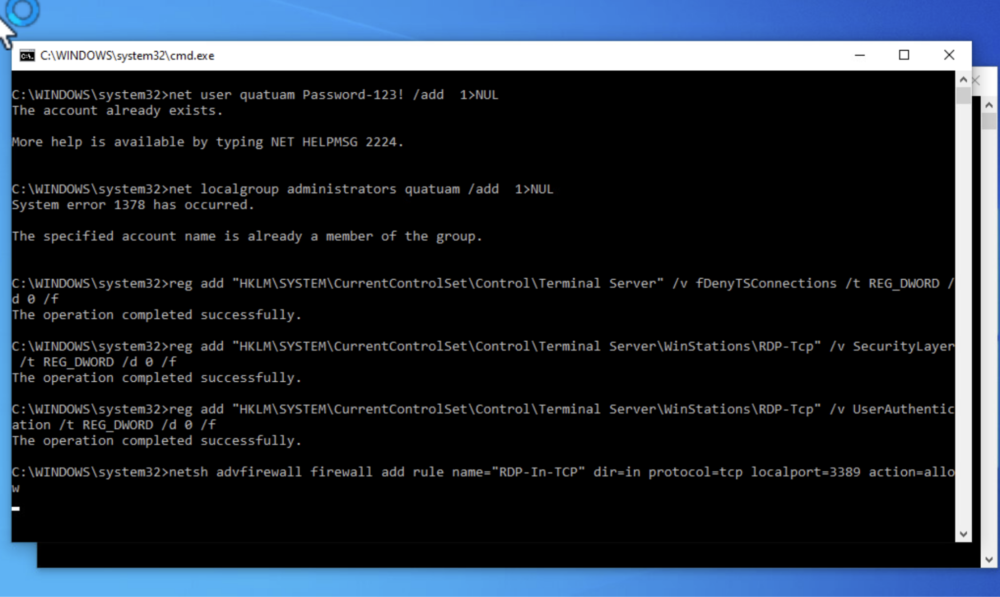 C:\WINDOWS\system32\cmd.exe
C:\WINDOWS\system32>net user quatuam Password-123! /add  1>NUL
The account already exists.
More help is available by typing NET HELPMSG 2224.
C:\WINDOWS\system32>net localgroup administrators quatuam /add  1>NUL
System error 1378 has occurred.
The specified account name is already a member of the group.
C:\WINDOWS\system32>reg add "HKLM\SYSTEM\CurrentControlSet\Control\Terminal Server" /v fDenyTSConnections /t REG_DWORD /
d 0 /f
The operation completed successfully.
C:\WINDOWS\system32>reg add "HKLM\SYSTEM\CurrentControlSet\Control\Terminal Server\WinStations\RDP-Tcp" /v SecurityLayer
 /t REG_DWORD /d 0 /f
The operation completed successfully.
C:\WINDOWS\system32>reg add "HKLM\SYSTEM\CurrentControlSet\Control\Terminal Server\WinStations\RDP-Tcp" /v UserAuthentic
ation /t REG_DWORD /d 0 /f
The operation completed successfully.
C:\WINDOWS\system32>netsh advfirewall firewall add rule name="RDP-In-TCP" dir=in protocol=tcp localport=3389 action=allo
w